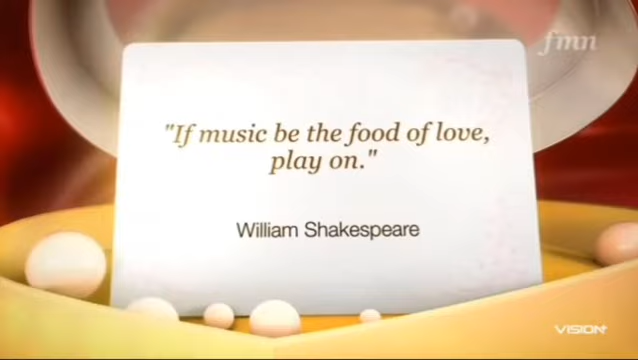 fmn
"If music be the food of love,
play on."
William Shakespeare
VISION+